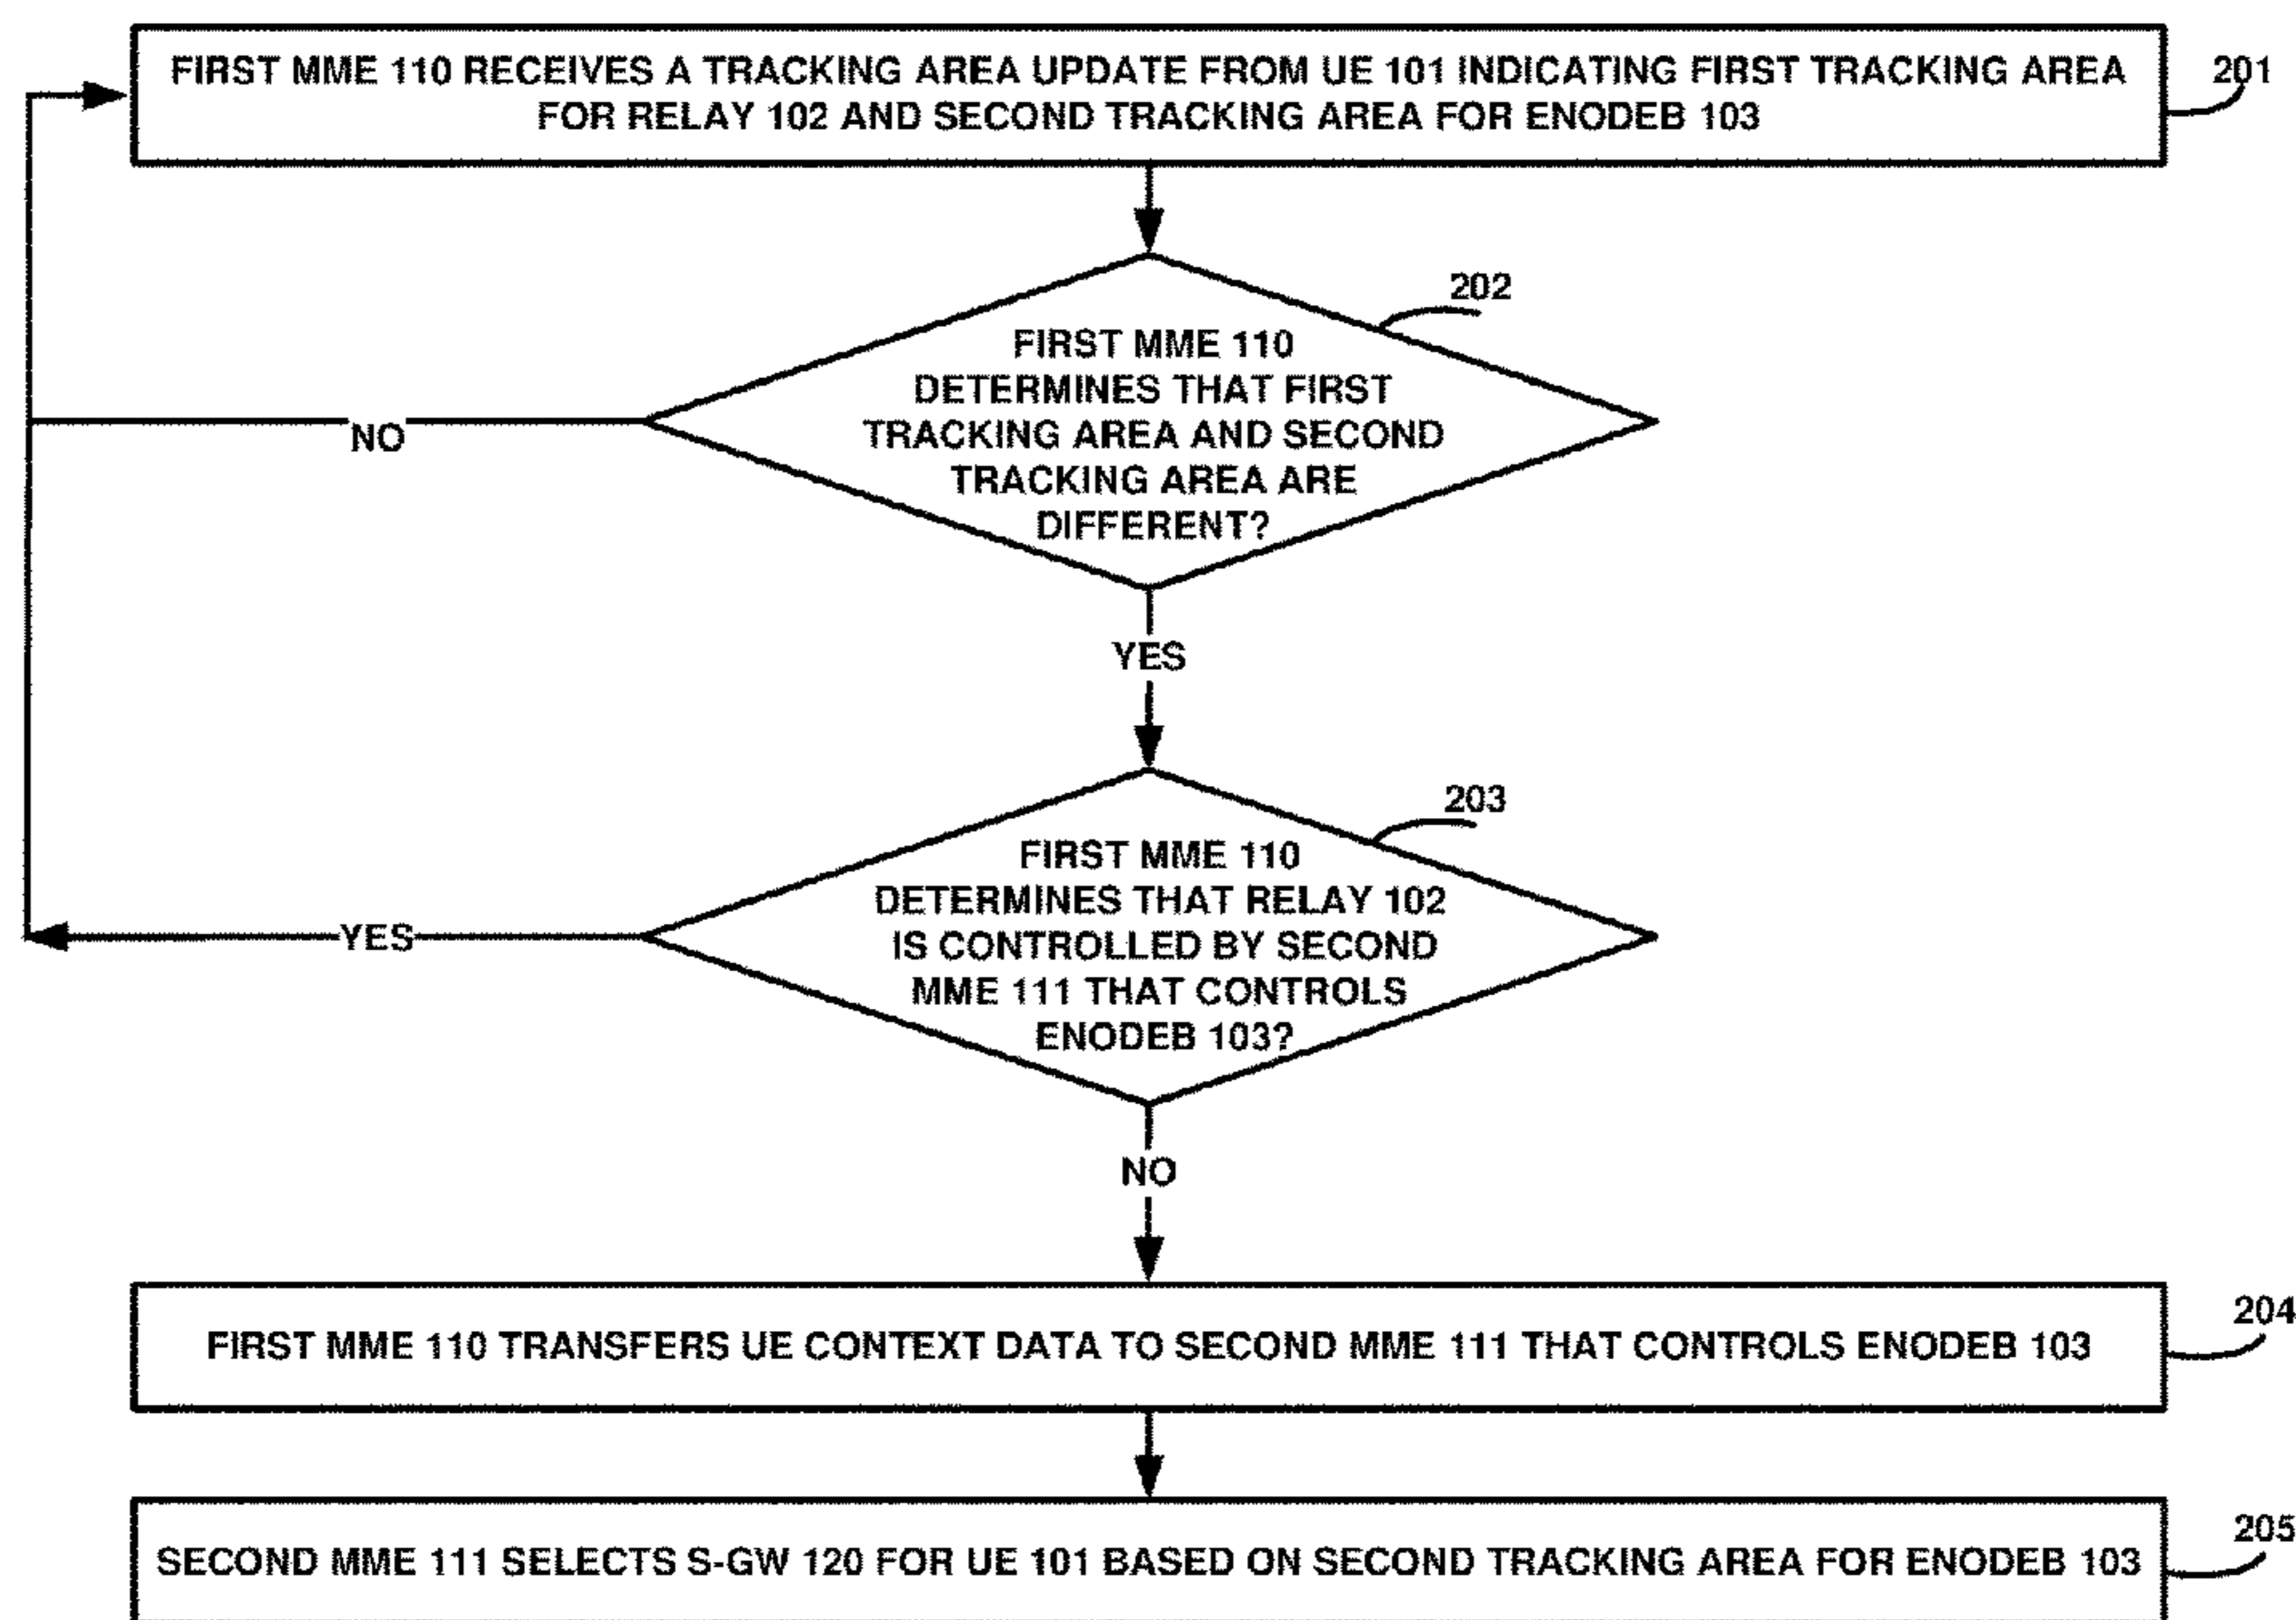 FIRST MME 110 RECEIVES A TRACKING AREA UPDATE FROM UE 101 INDICATING FIRST TRACKING AREA
FOR RELAY 102 AND SECOND TRACKING AREA FOR ENODEB 103
201
202
FIRST MME 110
DETERMINES THAT FIRST
TRACKING AREA AND SECOND
TRACKING AREA ARE
DIFFERENT?
NO
YES
203
FIRST MME 110
DETERMINES THAT RELAY 102
IS CONTROLLED BY SECOND
MME 111 THAT CONTROLS
ENODEB 103?
YES
NO
FIRST MME 110 TRANSFERS UE CONTEXT DATA TO SECOND MME 111 THAT CONTROLS ENODEB 103
204
SECOND MME 111 SELECTS S-GW 120 FOR UE 101 BASED ON SECOND TRACKING AREA FOR ENODEB 103
205